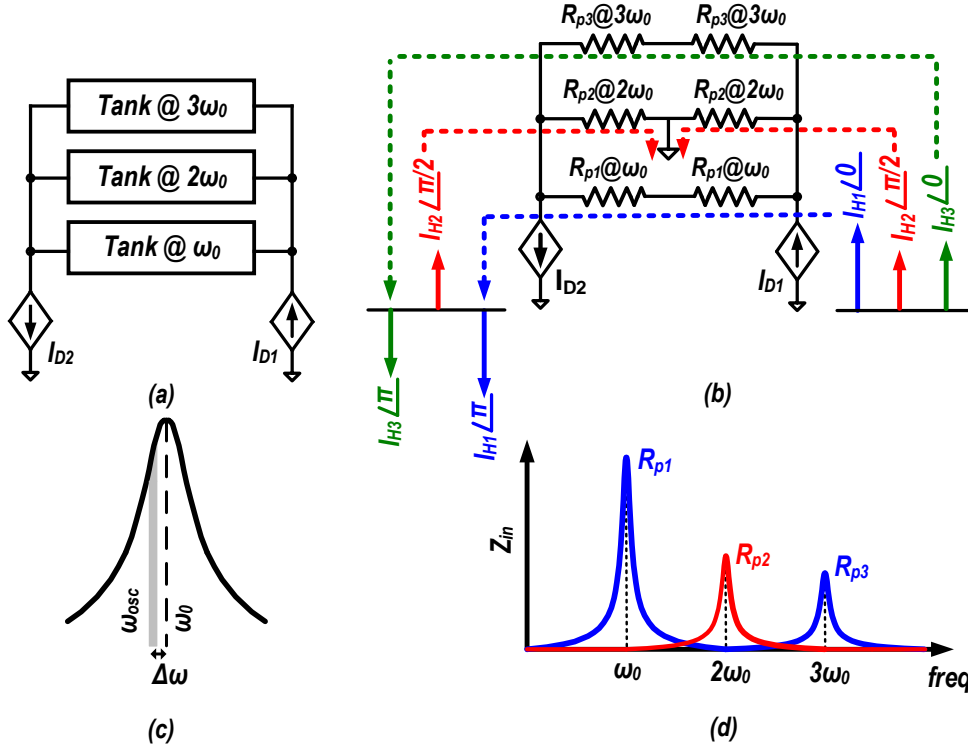 Tank @ 3ω0
Tank @ 2ω0
Tank @ ω0
ID2
ID1
(a)
Rp3@3ω0 Rp3@3ω0
Rp2@2ω0 Rp2@2ω0
Rp1@ω0 Rp1@ω0
IH2∠π/2
IH3∠π
IH1∠π
ID2
ID1
IH1∠0
IH2∠π/2
IH3∠0
(b)
ωosc
ω0
Δω
(c)
Zin
Rp1
Rp2
Rp3
ω0 2ω0 3ω0 freq
(d)